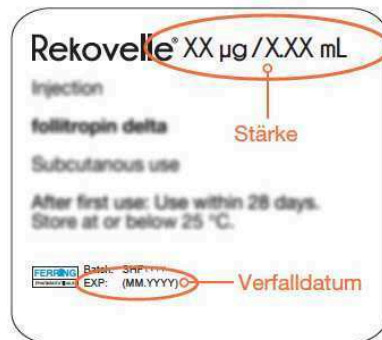 Rekovelle® XX µg/X.XX mL
Injection
Stärke
follitropin delta
Subcutanous use
After first use: Use within 28 days.
Store at or below 25 °C.
FERRING
Batch:
EXP: (MM.YYYY)
Verfalldatum